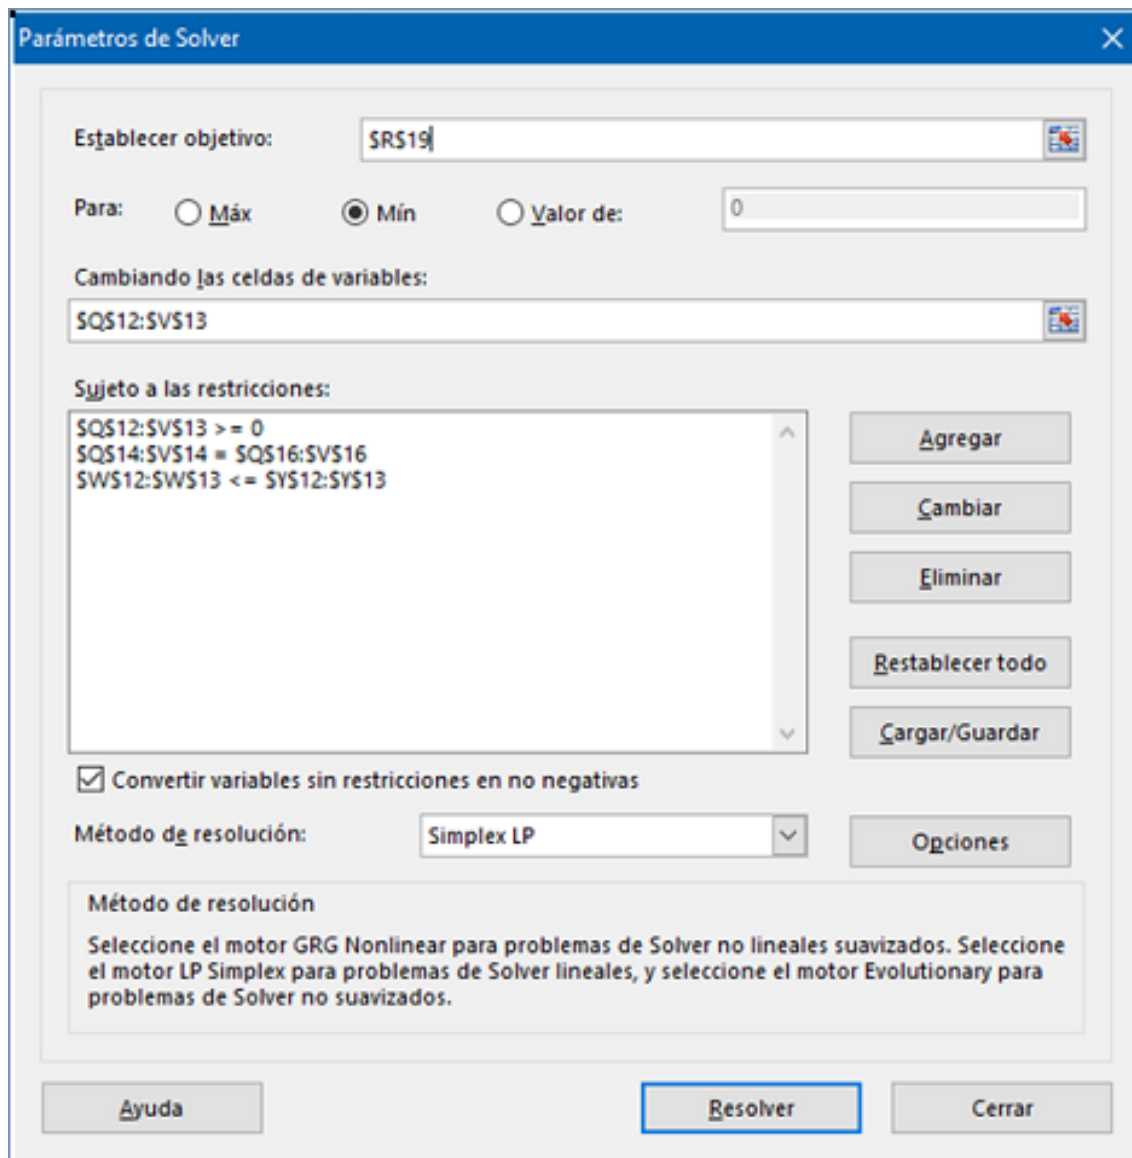 Parámetros de Solver
Establecer objetivo:
$R$19
Para:
Máx
Mín
Valor de:
0
Cambiando las celdas de variables:
$Q$12:$V$13
Sujeto a las restricciones:
$Q$12:$V$13 >= 0
$Q$14:$V$14 = $Q$16:$V$16
$W$12:$W$13 <= $Y$12:$Y$13
Agregar
Cambiar
Eliminar
Restablecer todo
Cargar/Guardar
Convertir variables sin restricciones en no negativas
Método de resolución:
Simplex LP
Opciones
Método de resolución
Seleccione el motor GRG Nonlinear para problemas de Solver no lineales suavizados. Seleccione
el motor LP Simplex para problemas de Solver lineales, y seleccione el motor Evolutionary para
problemas de Solver no suavizados.
Ayuda
Resolver
Cerrar